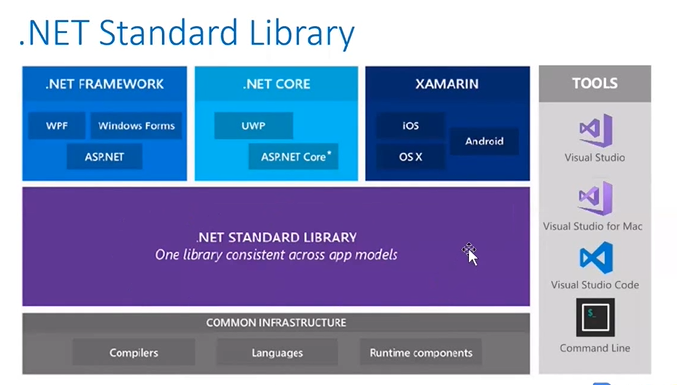 .NET Standard Library
.NET FRAMEWORK
WPF
Windows Forms
ASP.NET
.NET CORE
UWP
ASP.NET Core*
XAMARIN
iOS
Android
OS X
TOOLS
Visual Studio
Visual Studio for Mac
Visual Studio Code
$_
Command Line
.NET STANDARD LIBRARY
One library consistent across app models
COMMON INFRASTRUCTURE
Compilers
Languages
Runtime components